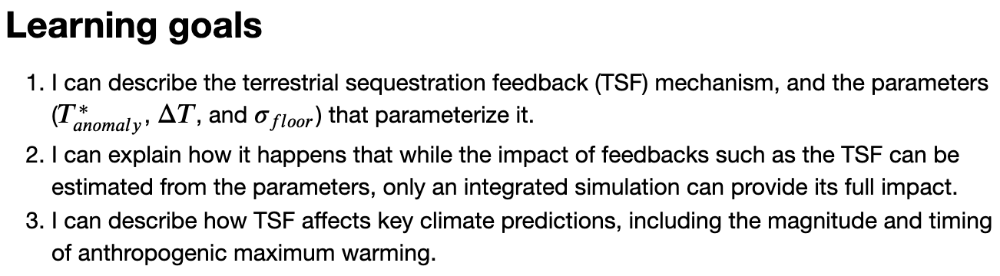 Learning goals
1. I can describe the terrestrial sequestration feedback (TSF) mechanism, and the parameters
(T*anomaly, ΔT, and σfloor) that parameterize it.
2. I can explain how it happens that while the impact of feedbacks such as the TSF can be
estimated from the parameters, only an integrated simulation can provide its full impact.
3. I can describe how TSF affects key climate predictions, including the magnitude and timing
of anthropogenic maximum warming.